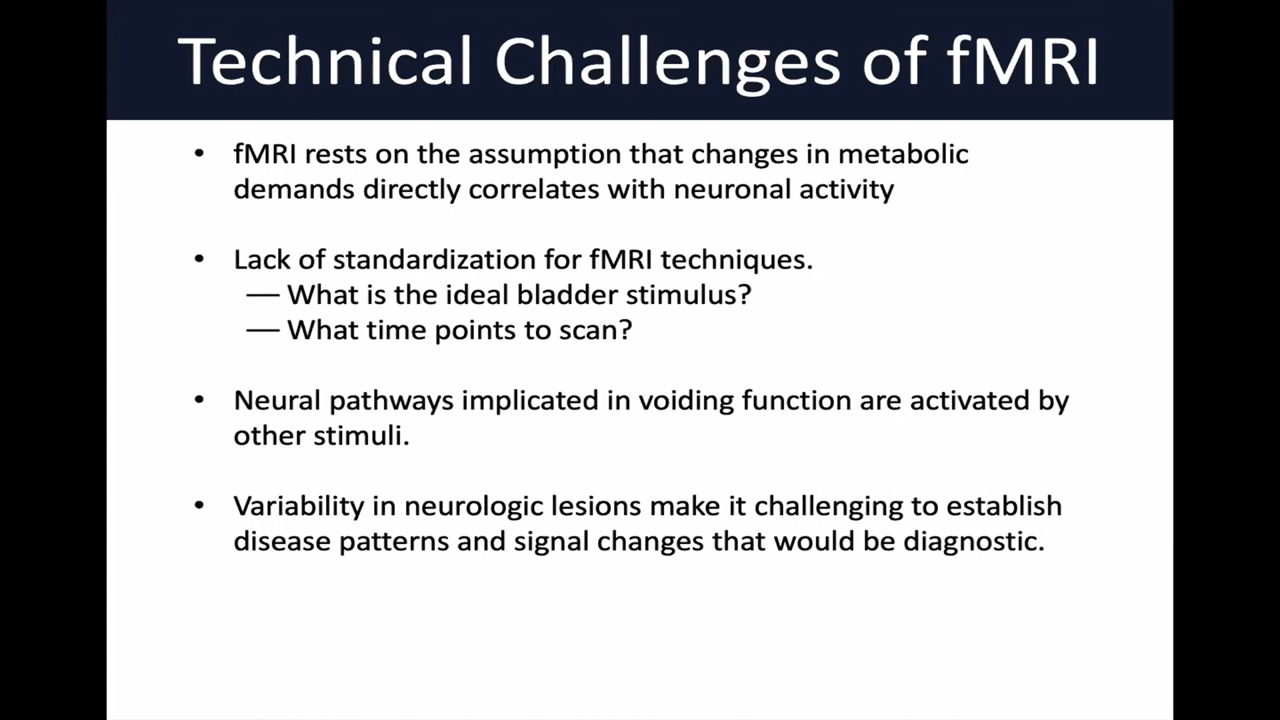 Technical Challenges of fMRI
• fMRI rests on the assumption that changes in metabolic
demands directly correlates with neuronal activity
• Lack of standardization for fMRI techniques.
— What is the ideal bladder stimulus?
— What time points to scan?
• Neural pathways implicated in voiding function are activated by
other stimuli.
• Variability in neurologic lesions make it challenging to establish
disease patterns and signal changes that would be diagnostic.